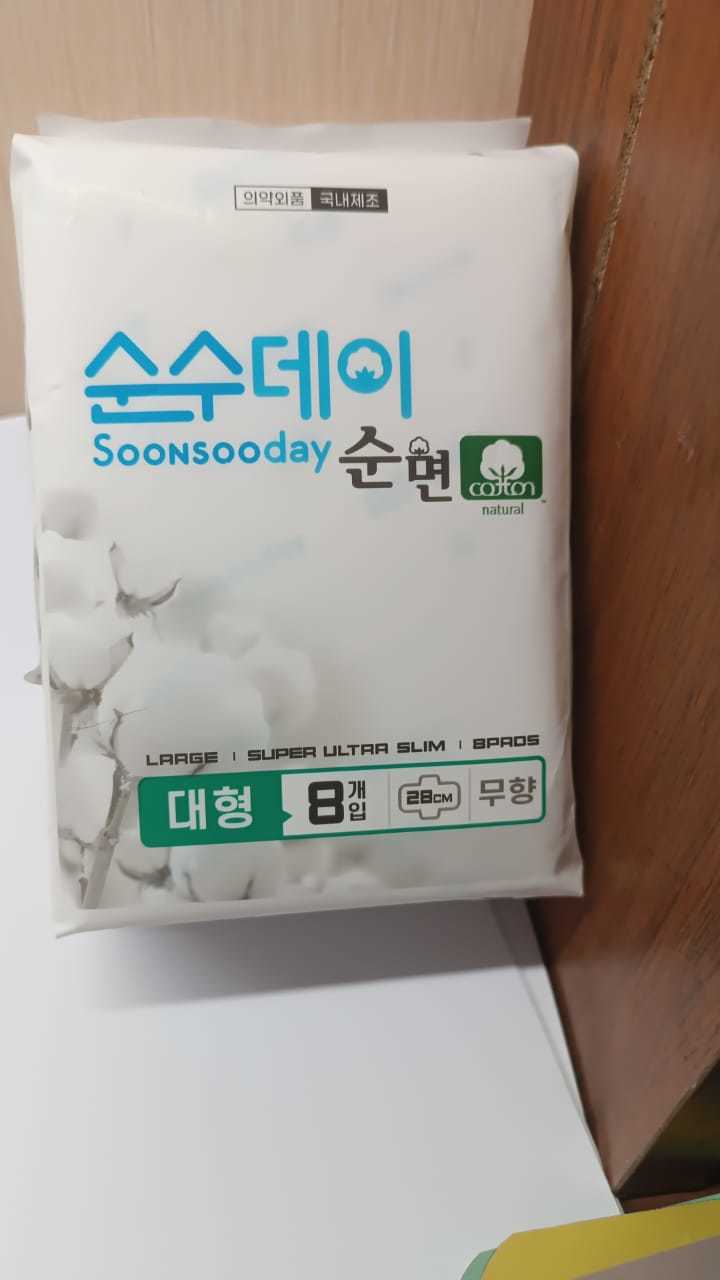 의약외품 국내제조
순수데이
Soonsooday 순면 cotton
natural
LARGE | SUPER ULTRA SLIM | 8PADS
대형 8개입 28CM 무향